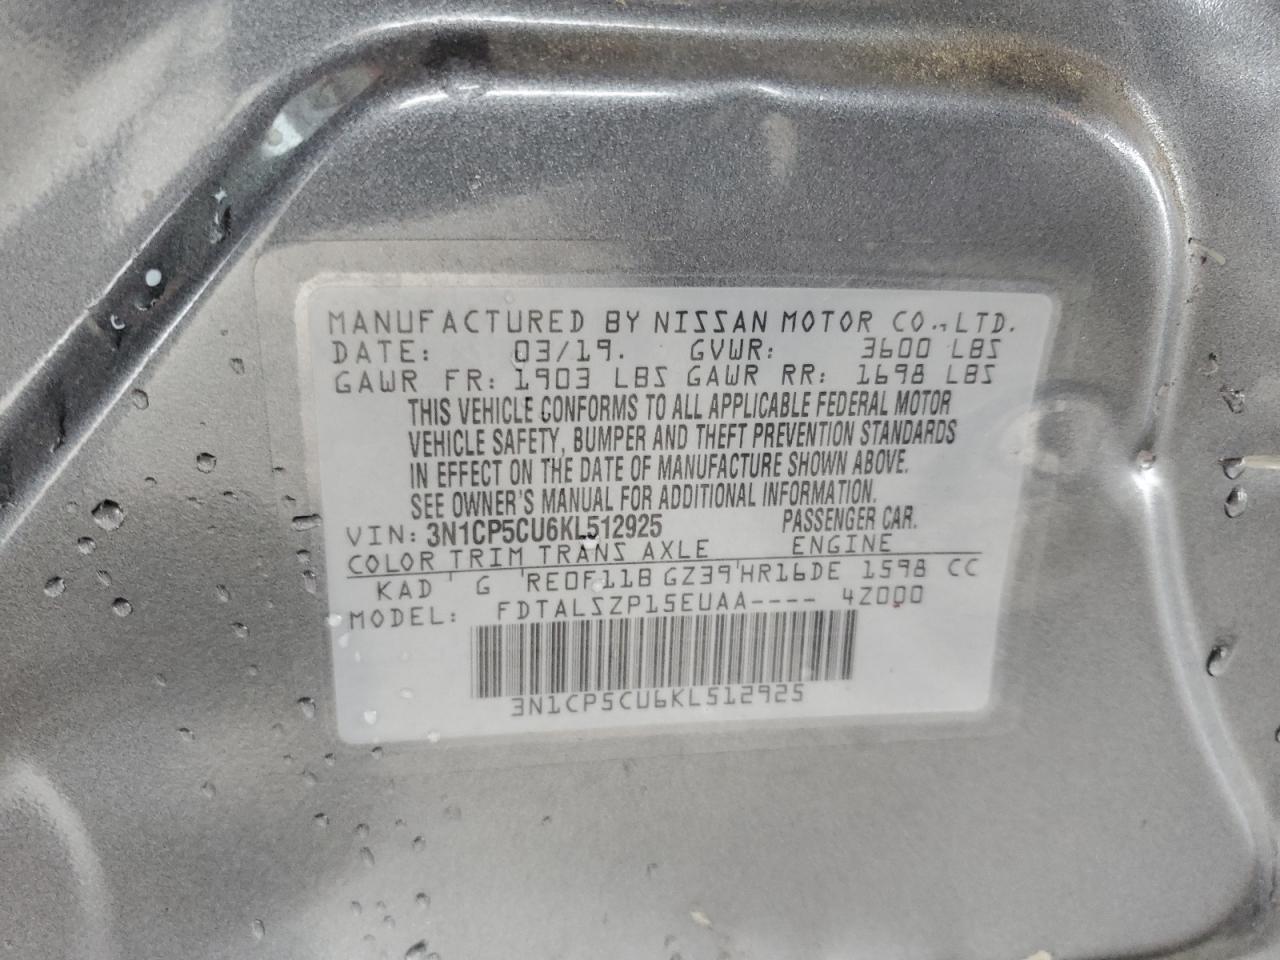 MANUFACTURED BY NISSAN MOTOR CO., LTD.
DATE: 03/19. GVWR: 3600 LBS
GAWR FR: 1903 LBS GAWR RR: 1698 LBS
THIS VEHICLE CONFORMS TO ALL APPLICABLE FEDERAL MOTOR
VEHICLE SAFETY, BUMPER AND THEFT PREVENTION STANDARDS
IN EFFECT ON THE DATE OF MANUFACTURE SHOWN ABOVE.
SEE OWNER'S MANUAL FOR ADDITIONAL INFORMATION.
VIN: 3N1CP5CU6KL512925 PASSENGER CAR.
COLOR TRIM TRANS AXLE ENGINE
KAD ' G 'RE0F11B GZ39'HR16DE 1598 CC
MODEL: FDTALSZP15EUAA---- 4Z000
3N1CP5CU6KL512925